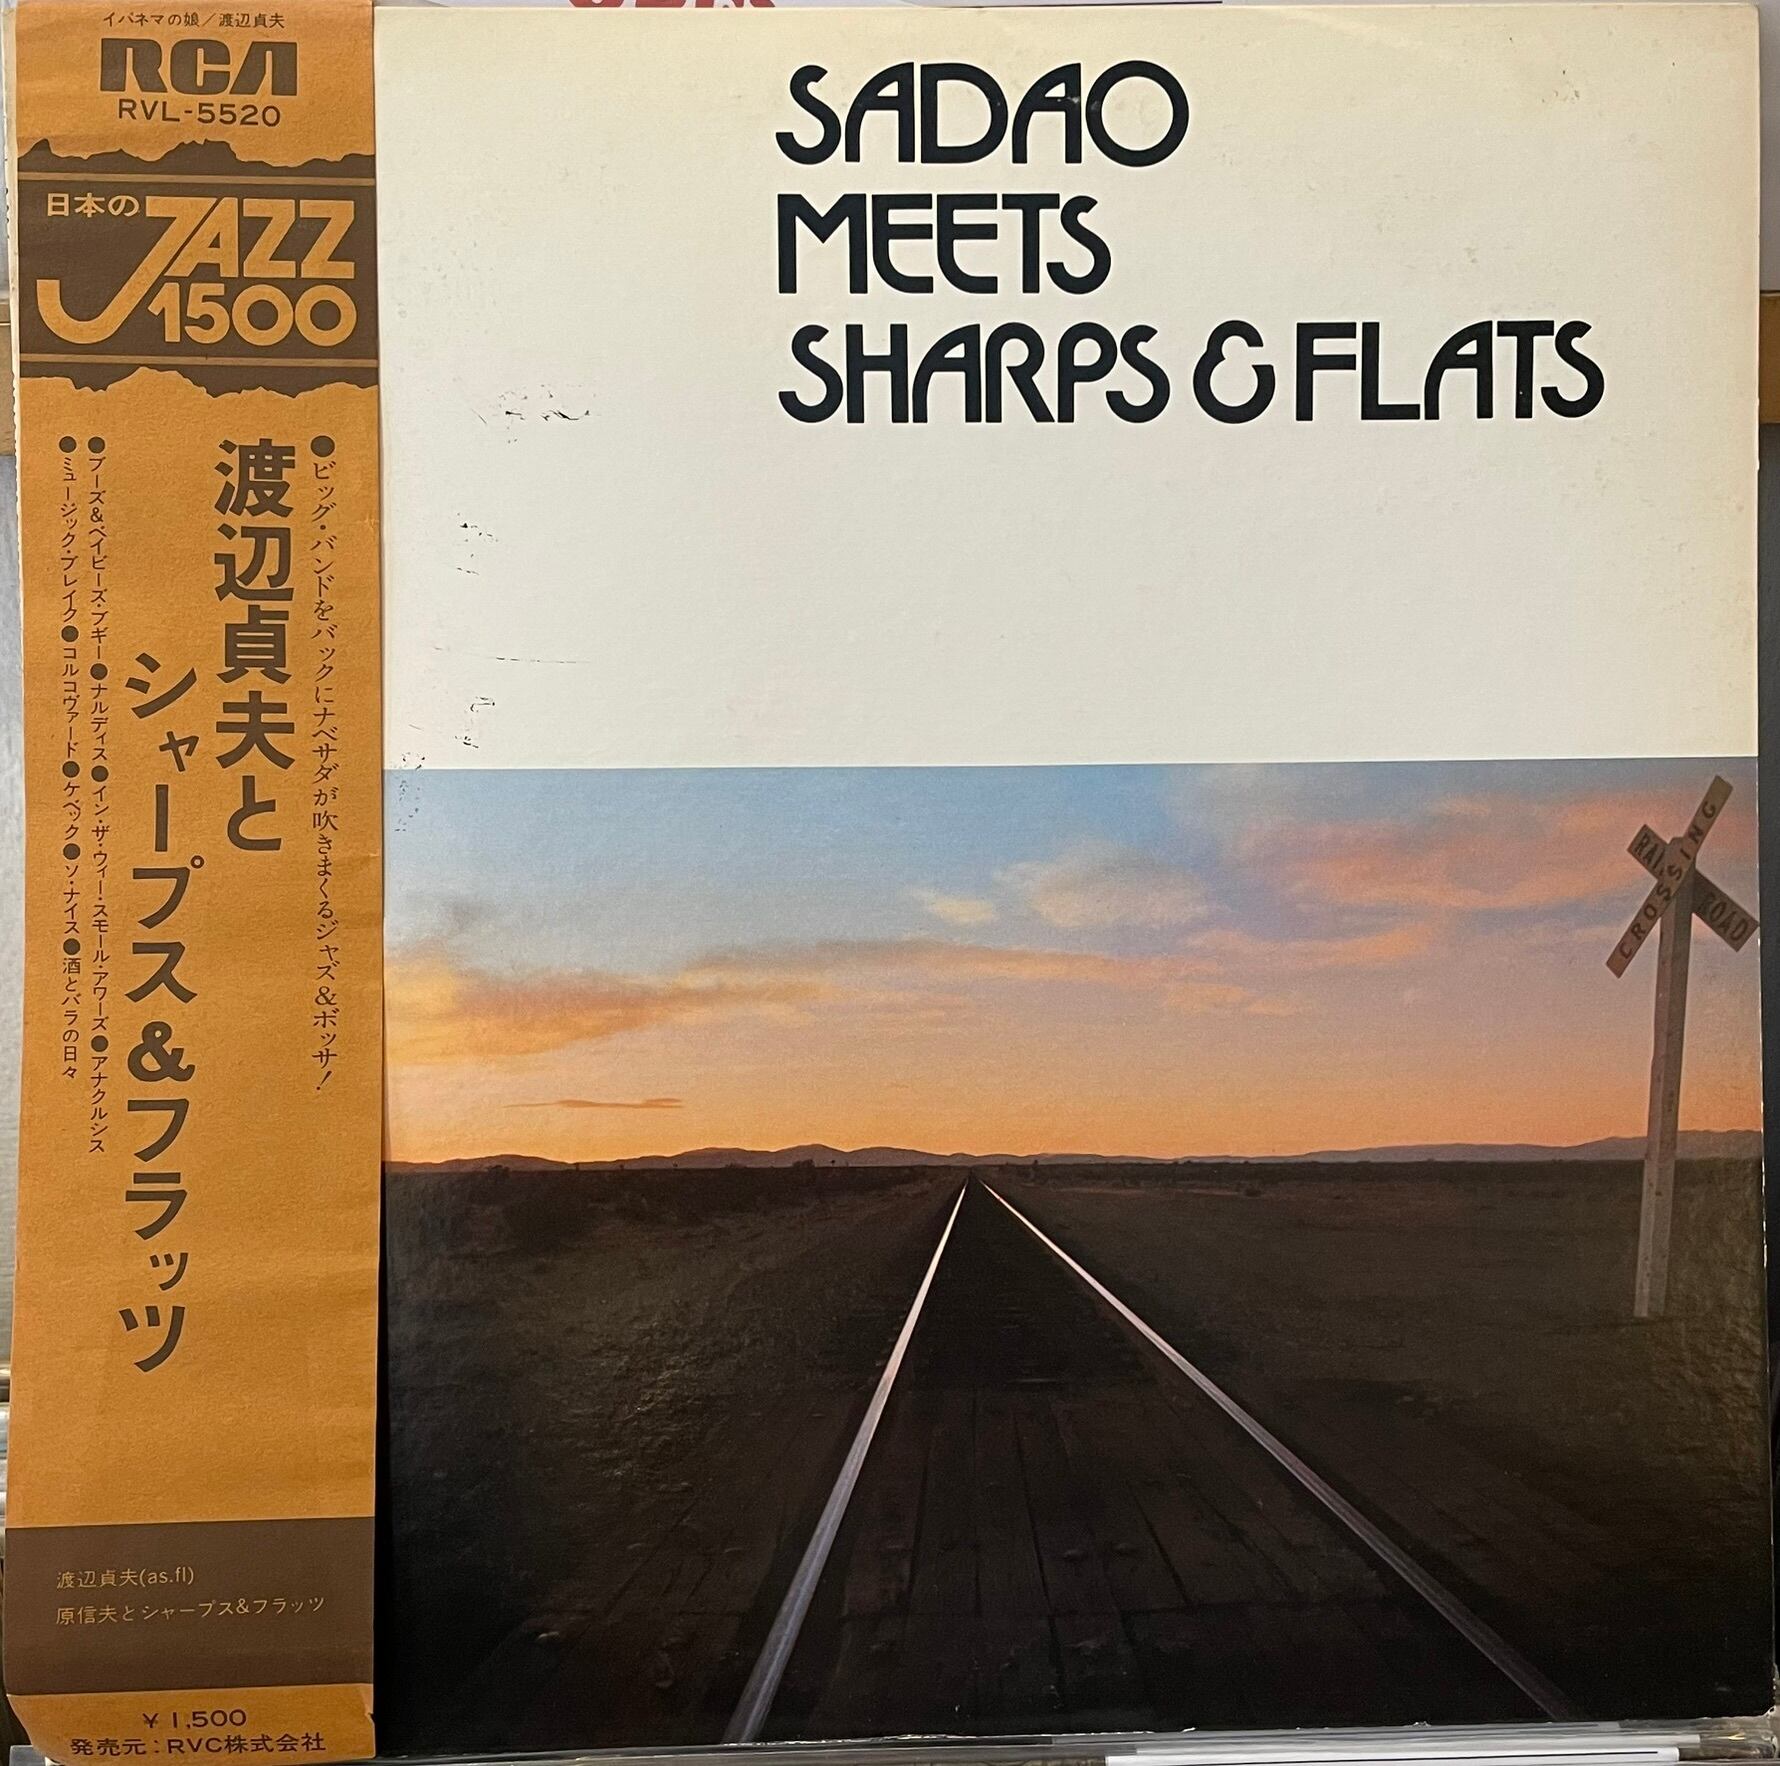 イパネマの娘／渡辺貞夫
RCA
RVL-5520
日本の
JAZZ
1500
●ビッグ・バンドをバックにナベサダが吹きまくるジャズ&ボッサ!
渡辺貞夫と
シャープス&フラッツ
●ブーズ&ベイビーズ・ブギー●ナルディス●イン・ザ・ウィー・スモール・アワーズ●アナクルシス
●ミュージック・ブレイク●コルコヴァード●ケベック●ソ・ナイス●酒とバラの日々
渡辺貞夫(as.fl)
原信夫とシャープス&フラッツ
¥1,500
発売元：RVC株式会社
SADAO
MEETS
SHARPS & FLATS
RAIL ROAD
CROSSING